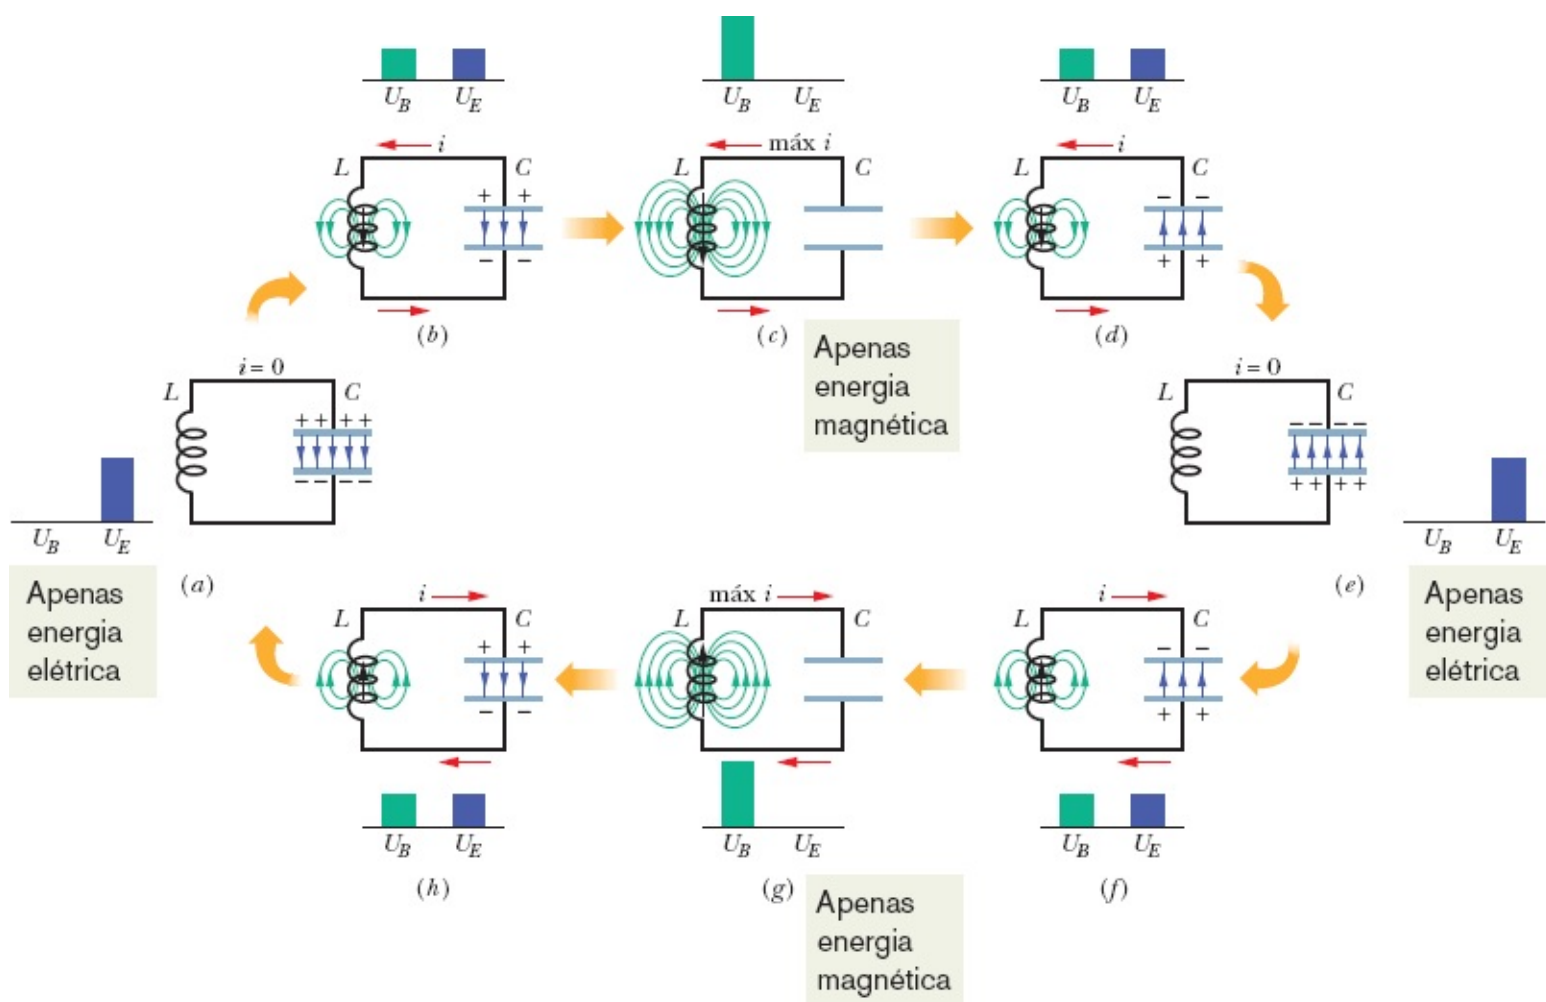 U_B U_E
U_B U_E
U_B U_E
i
L C
+ +
− −
(b)
máx i
L C
(c)
Apenas
energia
magnética
i
L C
− −
+ +
(d)
i = 0
L C
+ + + +
− − − −
U_B U_E
(a)
Apenas
energia
elétrica
i = 0
L C
− − − −
+ + + +
U_B U_E
(e)
Apenas
energia
elétrica
i
L C
+ +
− −
U_B U_E
(h)
máx i
L C
U_B U_E
(g)
Apenas
energia
magnética
i
L C
− −
+ +
U_B U_E
(f)